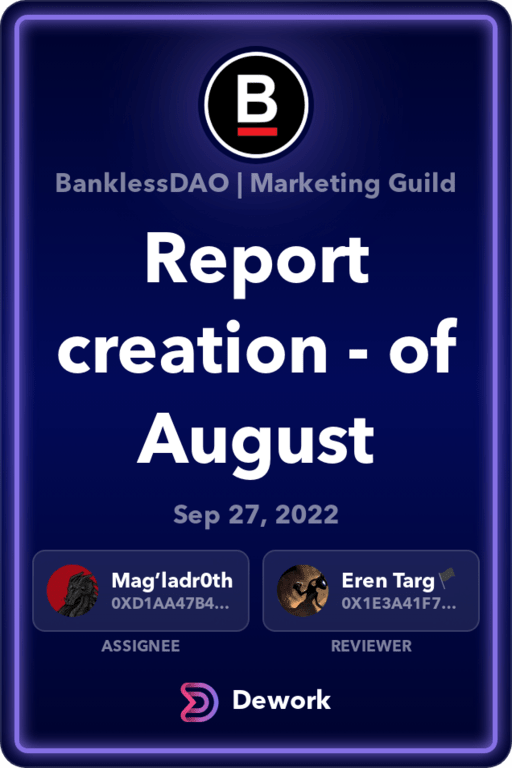 B
BanklessDAO | Marketing Guild
Report
creation - of
August
Sep 27, 2022
Mag’ladr0th
0XD1AA47B4...
Eren Targ🏴
0X1E3A41F7...
ASSIGNEE
REVIEWER
Dework